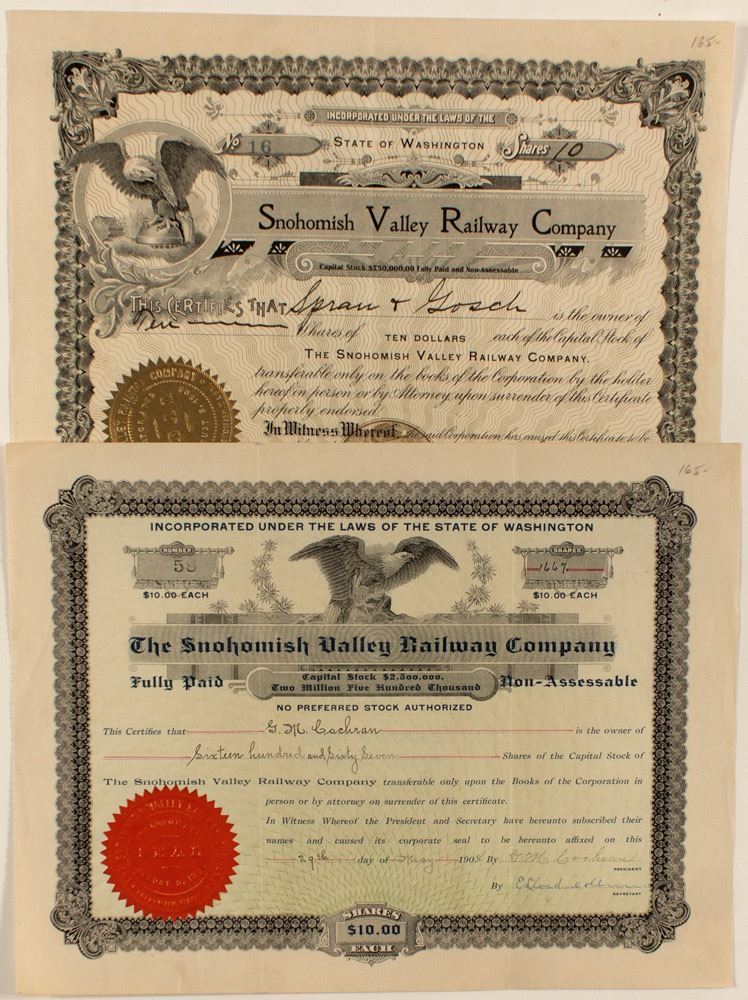 165-
INCORPORATED UNDER THE LAWS OF THE
No 16
STATE OF WASHINGTON
Shares 10
Snohomish Valley Railway Company
Capital Stock $750,000.00 Fully Paid and Non-Assessable
THIS CERTIFIES THAT Sprau & Gosch is the owner of
Ten Shares of TEN DOLLARS each of the Capital Stock of
THE SNOHOMISH VALLEY RAILWAY COMPANY,
transferable only on the books of the Corporation by the holder
hereof in person or by Attorney upon surrender of this Certificate
properly endorsed.
In Witness Whereof, the said Corporation has caused this Certificate to be
165-
INCORPORATED UNDER THE LAWS OF THE STATE OF WASHINGTON
NUMBER
59
$10.00 EACH
SHARES
1667
$10.00 EACH
The Snohomish Valley Railway Company
Fully Paid
Capital Stock $2,500,000.
Two Million Five Hundred Thousand
Non-Assessable
NO PREFERRED STOCK AUTHORIZED
This Certifies that G. M. Cochran is the owner of
Sixteen hundred and Sixty Seven Shares of the Capital Stock of
The Snohomish Valley Railway Company transferable only upon the Books of the Corporation in
person or by attorney on surrender of this certificate.
In Witness Whereof the President and Secretary have hereunto subscribed their
names and caused its corporate seal to be hereunto affixed on this
29th day of May 1908 By G. M. Cochran
PRESIDENT
By
SECRETARY
SEAL
SHARES
$10.00
EACH